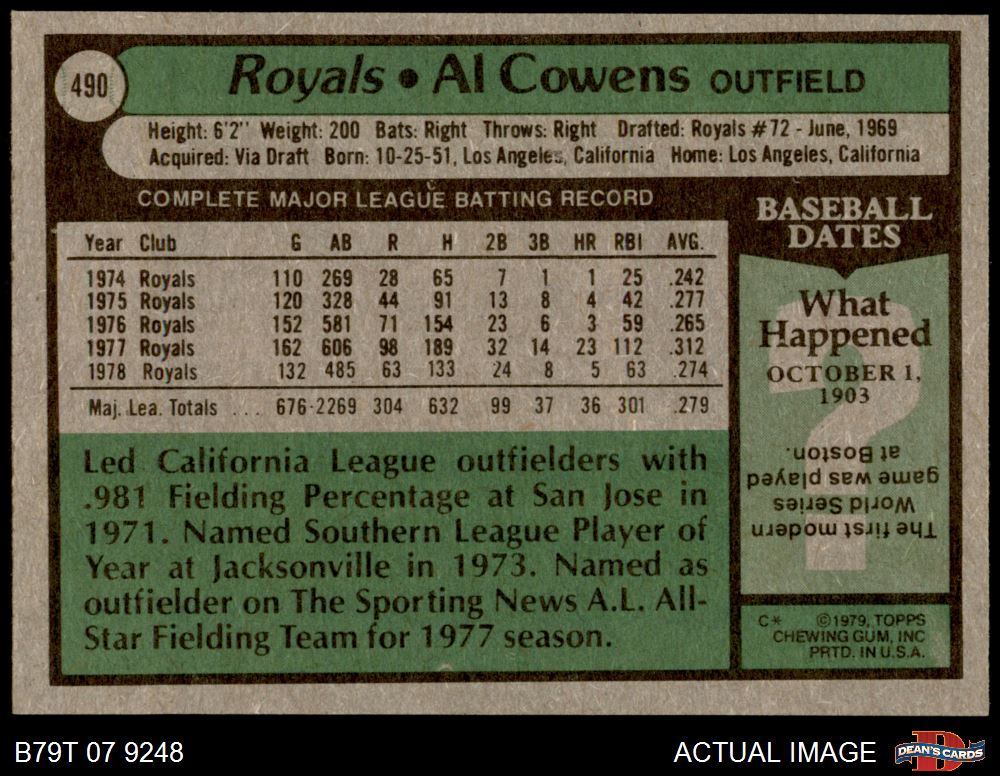 490
Royals • Al Cowens OUTFIELD
Height: 6'2" Weight: 200 Bats: Right Throws: Right Drafted: Royals #72 - June, 1969
Acquired: Via Draft Born: 10-25-51, Los Angeles, California Home: Los Angeles, California
COMPLETE MAJOR LEAGUE BATTING RECORD
Year Club G AB R H 2B 3B HR RBI AVG.
1974 Royals 110 269 28 65 7 1 1 25 .242
1975 Royals 120 328 44 91 13 8 4 42 .277
1976 Royals 152 581 71 154 23 6 3 59 .265
1977 Royals 162 606 98 189 32 14 23 112 .312
1978 Royals 132 485 63 133 24 8 5 63 .274
Maj. Lea. Totals ... 676-2269 304 632 99 37 36 301 .279
Led California League outfielders with
.981 Fielding Percentage at San Jose in
1971. Named Southern League Player of
Year at Jacksonville in 1973. Named as
outfielder on The Sporting News A.L. All-
Star Fielding Team for 1977 season.
BASEBALL
DATES
What
Happened
OCTOBER 1,
1903
The first modern
World Series
game was played
at Boston.
C* ©1979, TOPPS
CHEWING GUM, INC
PRTD. IN U.S.A.
B79T 07 9248
ACTUAL IMAGE
D
DEAN'S CARDS